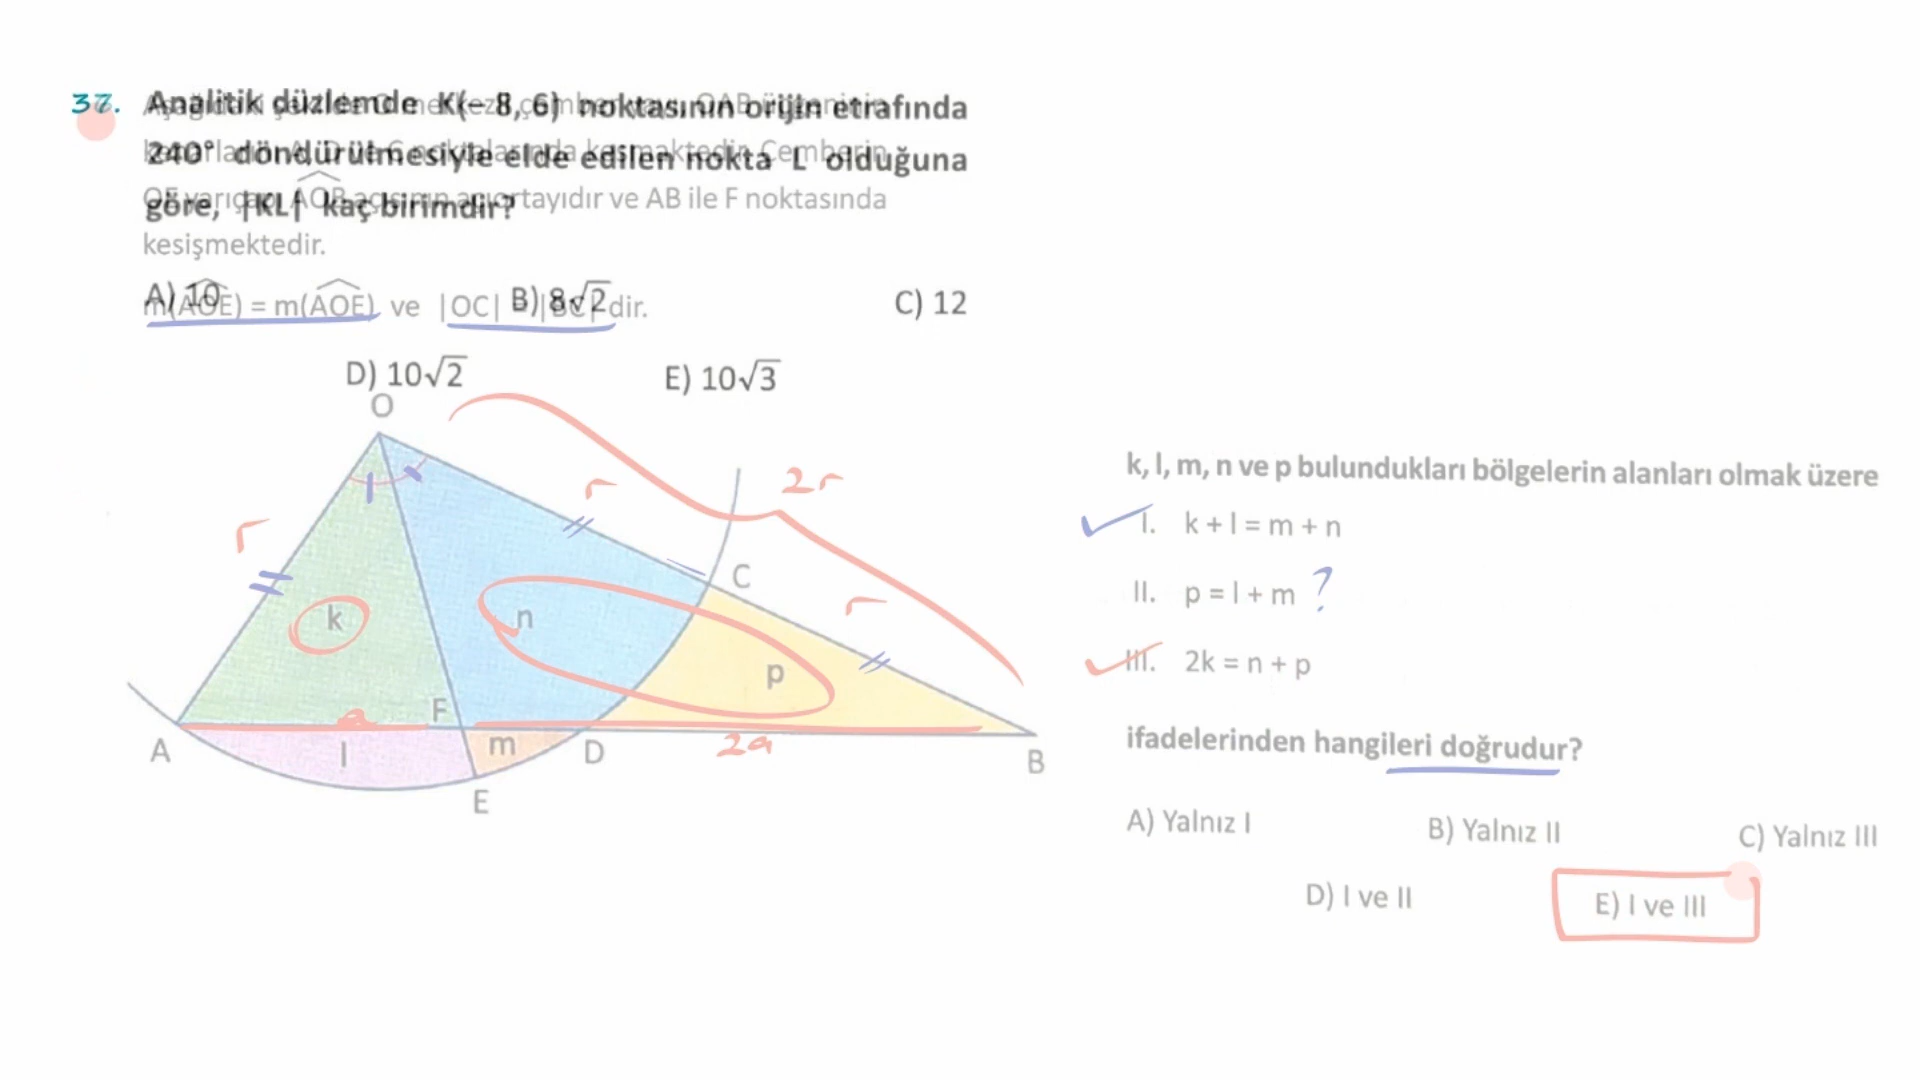 37.
Analitik düzlemde K(– 8, 6) noktasının orijin etrafında
240° döndürülmesiyle elde edilen nokta L olduğuna
göre, |KL| kaç birimdir?
tayıdır ve AB ile F noktasında
kesişmektedir.
A) 10 B) 8√2 C) 12
m(AOE) = m(AOE) ve |OC| dir.
D) 10√2 E) 10√3
O
2r
r
r
C
k
n
r
p
F
a
A
l
m
D
2a
B
E
k, l, m, n ve p bulundukları bölgelerin alanları olmak üzere
I. k + l = m + n
II. p = l + m ?
III. 2k = n + p
ifadelerinden hangileri doğrudur?
A) Yalnız I B) Yalnız II C) Yalnız III
D) I ve II E) I ve III